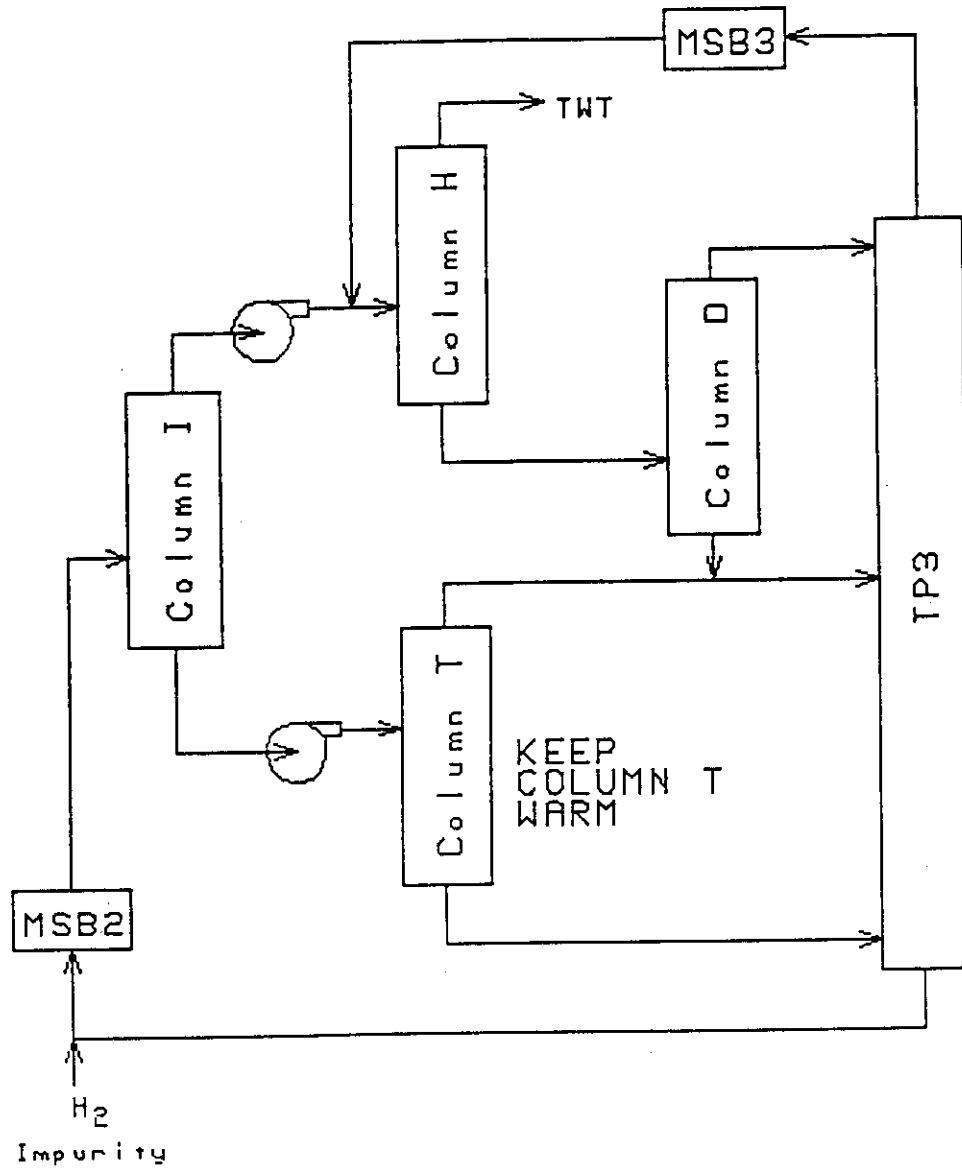 MSB3
TWT
Column H
Column D
Column I
TP3
Column T
KEEP
COLUMN T
WARM
MSB2
H2
Impurity